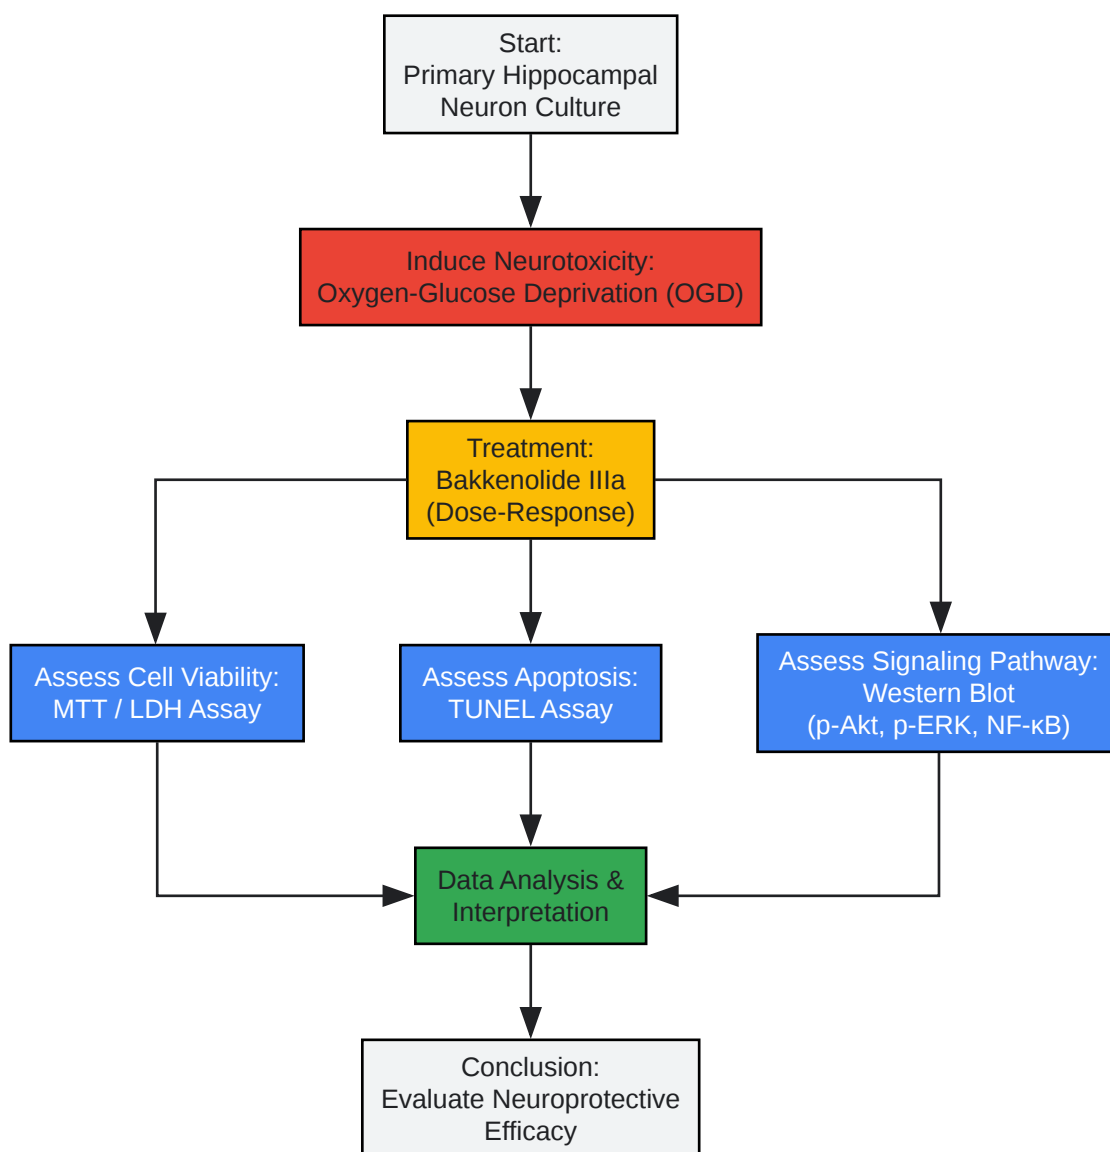 Start:
Primary Hippocampal
Neuron Culture
Induce Neurotoxicity:
Oxygen-Glucose Deprivation (OGD)
Treatment:
Bakkenolide IIIa
(Dose-Response)
Assess Cell Viability:
MTT / LDH Assay
Assess Apoptosis:
TUNEL Assay
Assess Signaling Pathway:
Western Blot
(p-Akt, p-ERK, NF-κB)
Data Analysis &
Interpretation
Conclusion:
Evaluate Neuroprotective
Efficacy